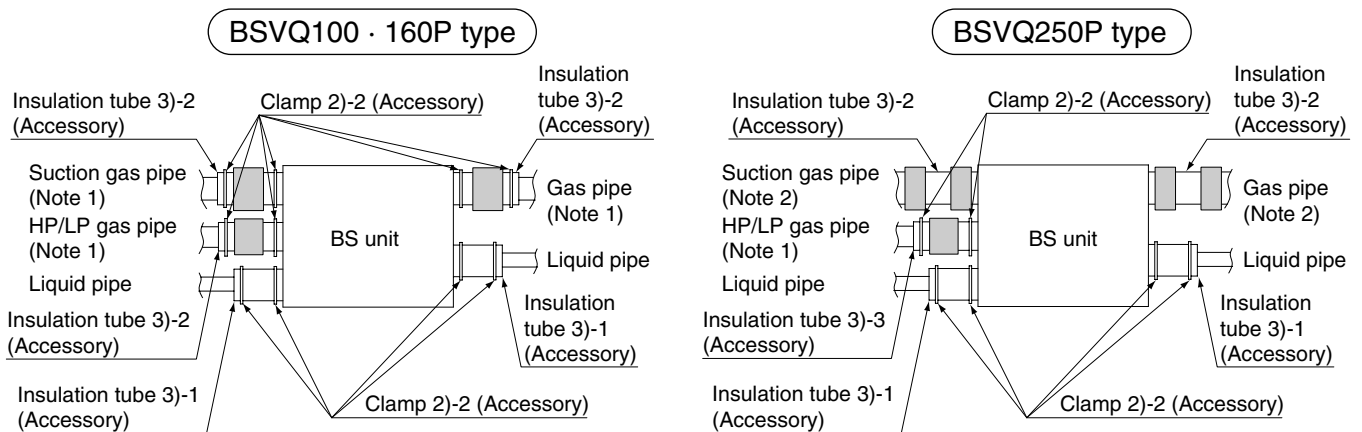 BSVQ100 · 160P type
Insulation tube 3)-2
(Accessory)
Clamp 2)-2 (Accessory)
Insulation
tube 3)-2
(Accessory)
Suction gas pipe
(Note 1)
HP/LP gas pipe
(Note 1)
Liquid pipe
BS unit
Gas pipe
(Note 1)
Liquid pipe
Insulation tube 3)-2
(Accessory)
Insulation
tube 3)-1
(Accessory)
Insulation tube 3)-1
(Accessory)
Clamp 2)-2 (Accessory)
BSVQ250P type
Insulation tube 3)-2
(Accessory)
Clamp 2)-2 (Accessory)
Insulation
tube 3)-2
(Accessory)
Suction gas pipe
(Note 2)
HP/LP gas pipe
(Note 1)
Liquid pipe
BS unit
Gas pipe
(Note 2)
Liquid pipe
Insulation tube 3)-3
(Accessory)
Insulation
tube 3)-1
(Accessory)
Insulation tube 3)-1
(Accessory)
Clamp 2)-2 (Accessory)